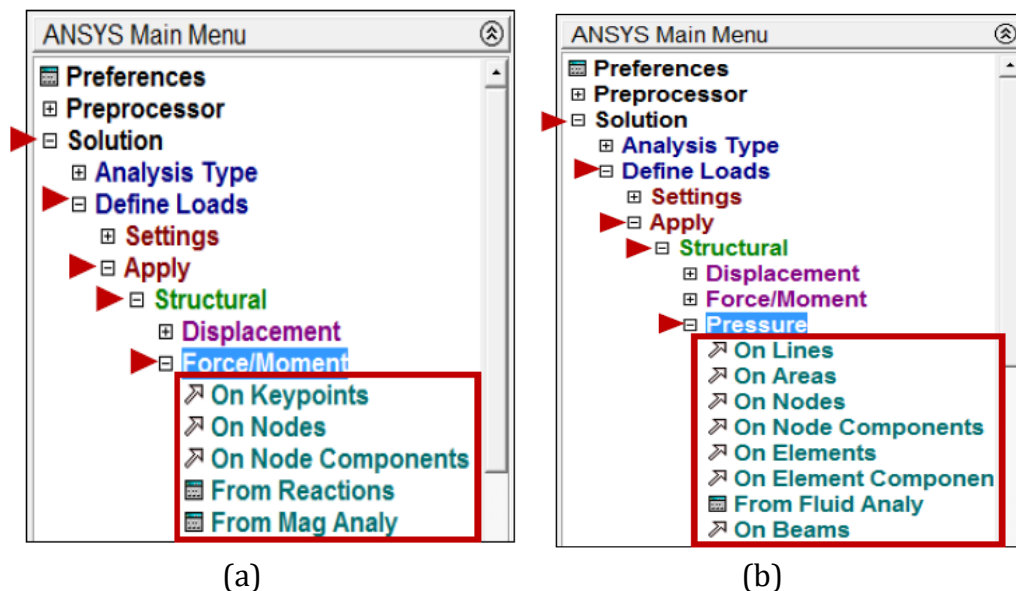 ANSYS Main Menu
Preferences
Preprocessor
Solution
Analysis Type
Define Loads
Settings
Apply
Structural
Displacement
Force/Moment
On Keypoints
On Nodes
On Node Components
From Reactions
From Mag Analy
(a)
ANSYS Main Menu
Preferences
Preprocessor
Solution
Analysis Type
Define Loads
Settings
Apply
Structural
Displacement
Force/Moment
Pressure
On Lines
On Areas
On Nodes
On Node Components
On Elements
On Element Componen
From Fluid Analy
On Beams
(b)